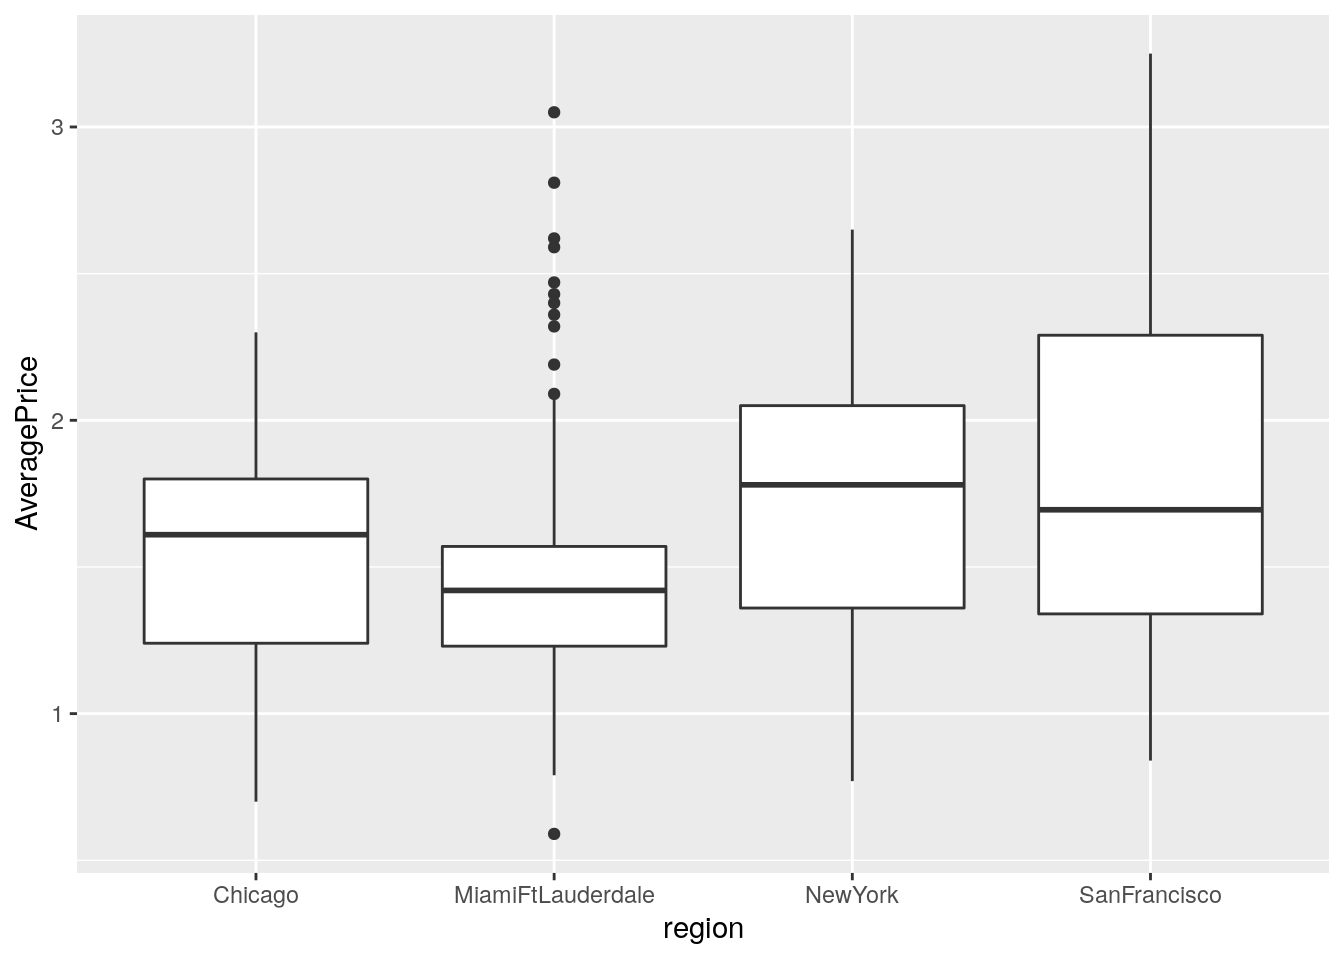 AveragePrice
3
2
1
Chicago
MiamiFtLauderdale
NewYork
SanFrancisco
region